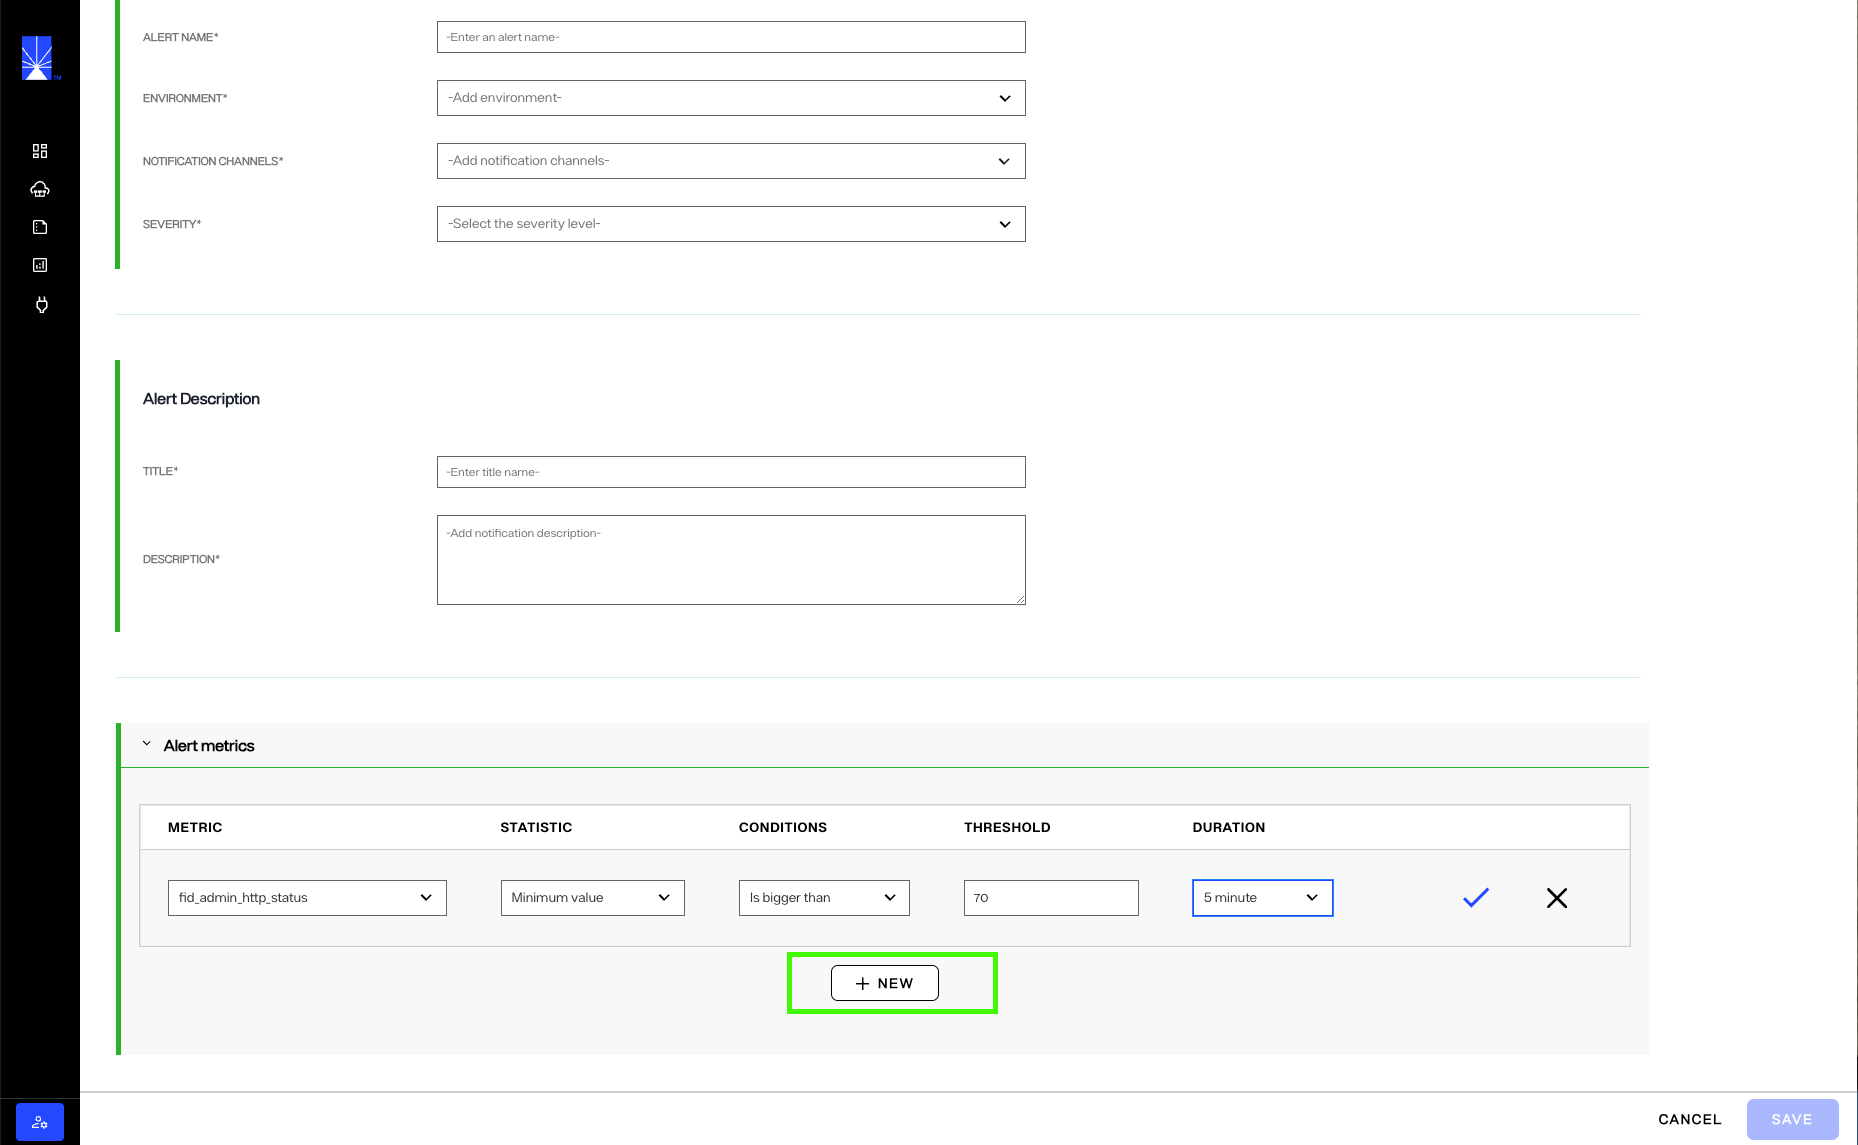 TM
ALERT NAME*
-Enter an alert name-
ENVIRONMENT*
-Add environment-
NOTIFICATION CHANNELS*
-Add notification channels-
SEVERITY*
-Select the severity level-
Alert Description
TITLE*
-Enter title name-
DESCRIPTION*
-Add notification description-
Alert metrics
METRIC STATISTIC CONDITIONS THRESHOLD DURATION
fid_admin_http_status Minimum value Is bigger than 70 5 minute
+ NEW
CANCEL SAVE